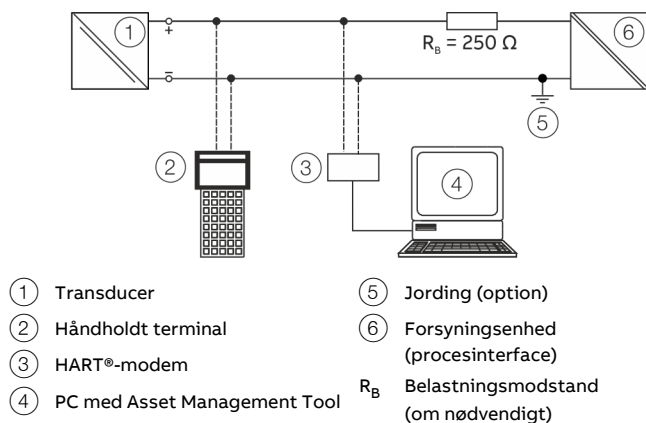 1
+
–
R_B = 250 Ω
6
5
2
3
4
1 Transducer
2 Håndholdt terminal
3 HART®-modem
4 PC med Asset Management Tool
5 Jording (option)
6 Forsyningsenhed
(procesinterface)
R_B Belastningsmodstand
(om nødvendigt)